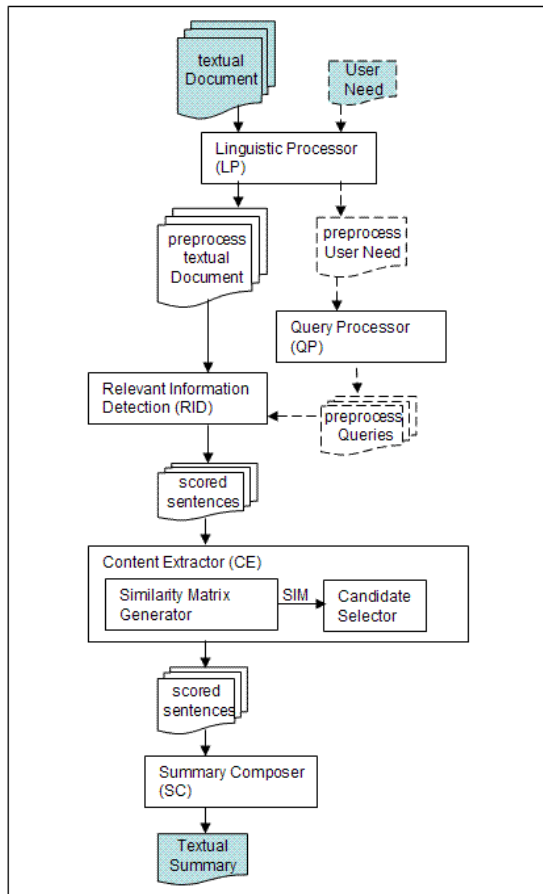 textual
Document
User
Need
Linguistic Processor
(LP)
preprocess
textual
Document
preprocess
User Need
Query Processor
(QP)
Relevant Information
Detection (RID)
preprocess
Queries
scored
sentences
Content Extractor (CE)
Similarity Matrix
Generator
SIM
Candidate
Selector
scored
sentences
Summary Composer
(SC)
Textual
Summary